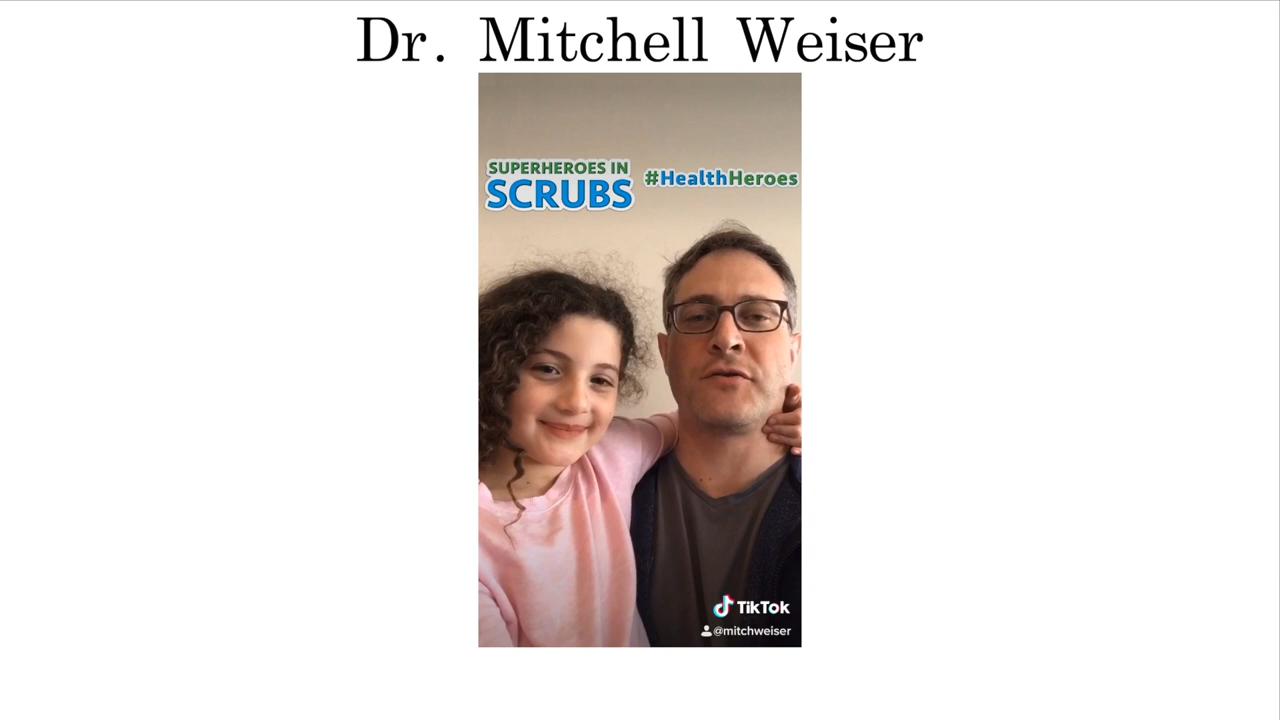 Dr. Mitchell Weiser
SUPERHEROES IN
SCRUBS
#HealthHeroes
TikTok
@mitchweiser